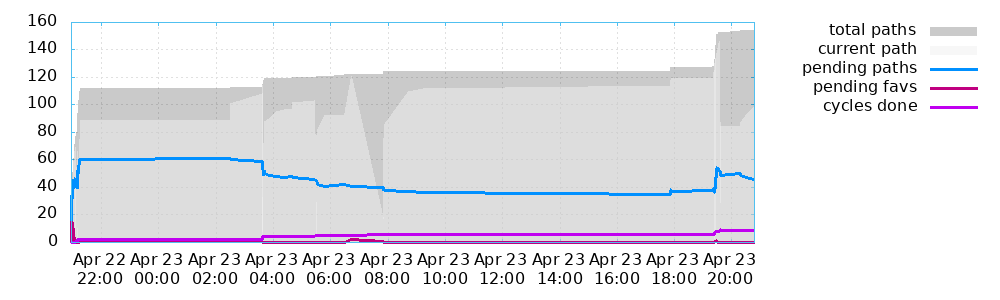 160
140
120
100
80
60
40
20
0
Apr 22 Apr 23 Apr 23 Apr 23 Apr 23 Apr 23 Apr 23 Apr 23 Apr 23 Apr 23 Apr 23 Apr 23
22:00 00:00 02:00 04:00 06:00 08:00 10:00 12:00 14:00 16:00 18:00 20:00
total paths
current path
pending paths
pending favs
cycles done